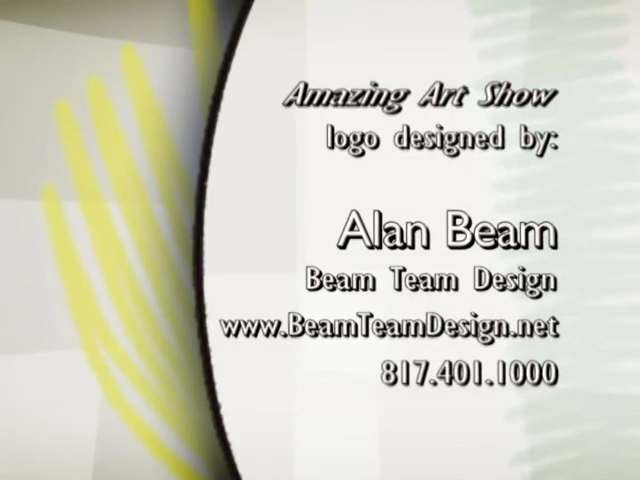 Amazing Art Show
logo designed by:
Alan Beam
Beam Team Design
www.BeamTeamDesign.net
817.401.1000